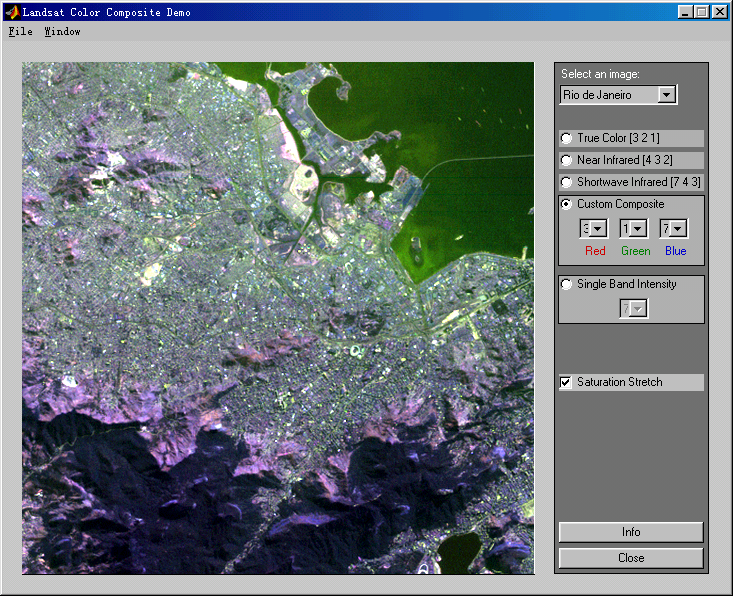 Landsat Color Composite Demo
File Window
Select an image:
Rio de Janeiro
True Color [3 2 1]
Near Infrared [4 3 2]
Shortwave Infrared [7 4 3]
Custom Composite
3 1 7
Red Green Blue
Single Band Intensity
7
Saturation Stretch
Info
Close